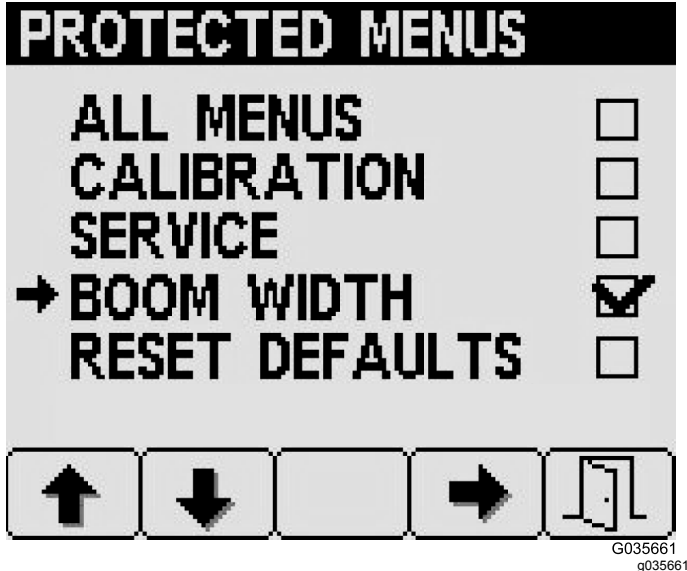 PROTECTED MENUS
ALL MENUS
CALIBRATION
SERVICE
BOOM WIDTH
RESET DEFAULTS
G035661
g035661